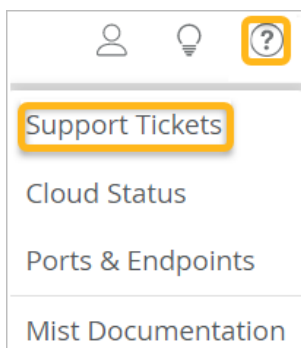 ?
Support Tickets
Cloud Status
Ports & Endpoints
Mist Documentation